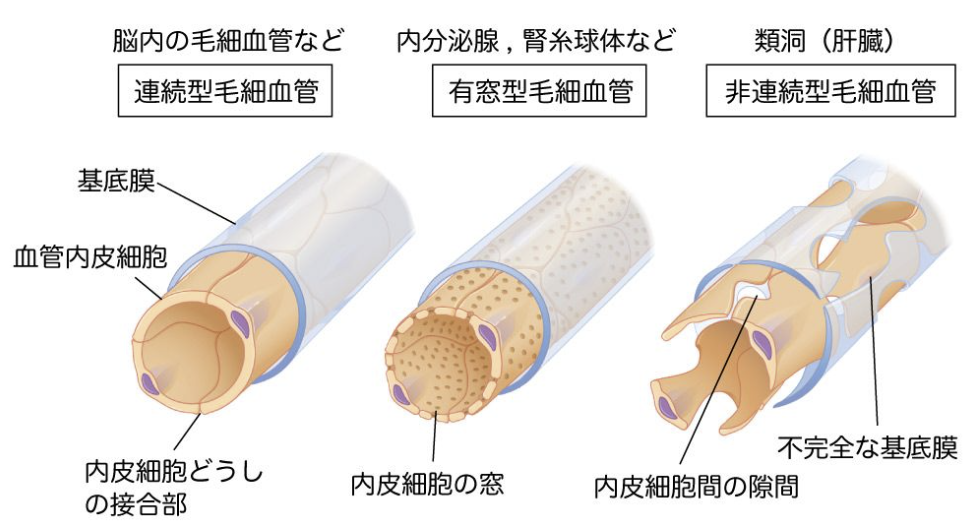 脳内の毛細血管など
連続型毛細血管
内分泌腺,腎糸球体など
有窓型毛細血管
類洞（肝臓）
非連続型毛細血管
基底膜
血管内皮細胞
内皮細胞どうし
の接合部
内皮細胞の窓
内皮細胞間の隙間
不完全な基底膜